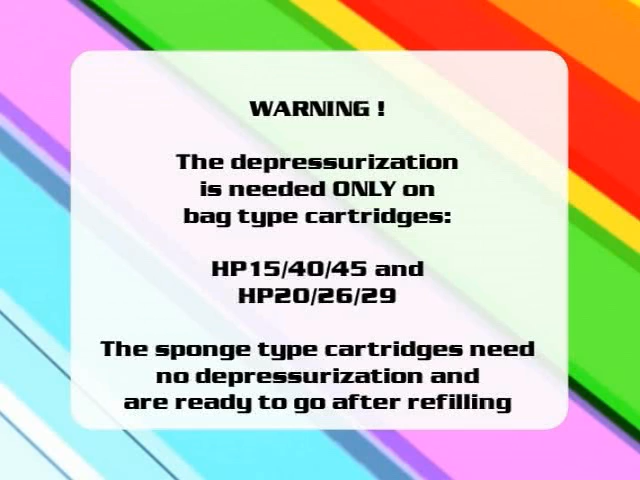 WARNING !
The depressurization
is needed ONLY on
bag type cartridges:
HP15/40/45 and
HP20/26/29
The sponge type cartridges need
no depressurization and
are ready to go after refilling